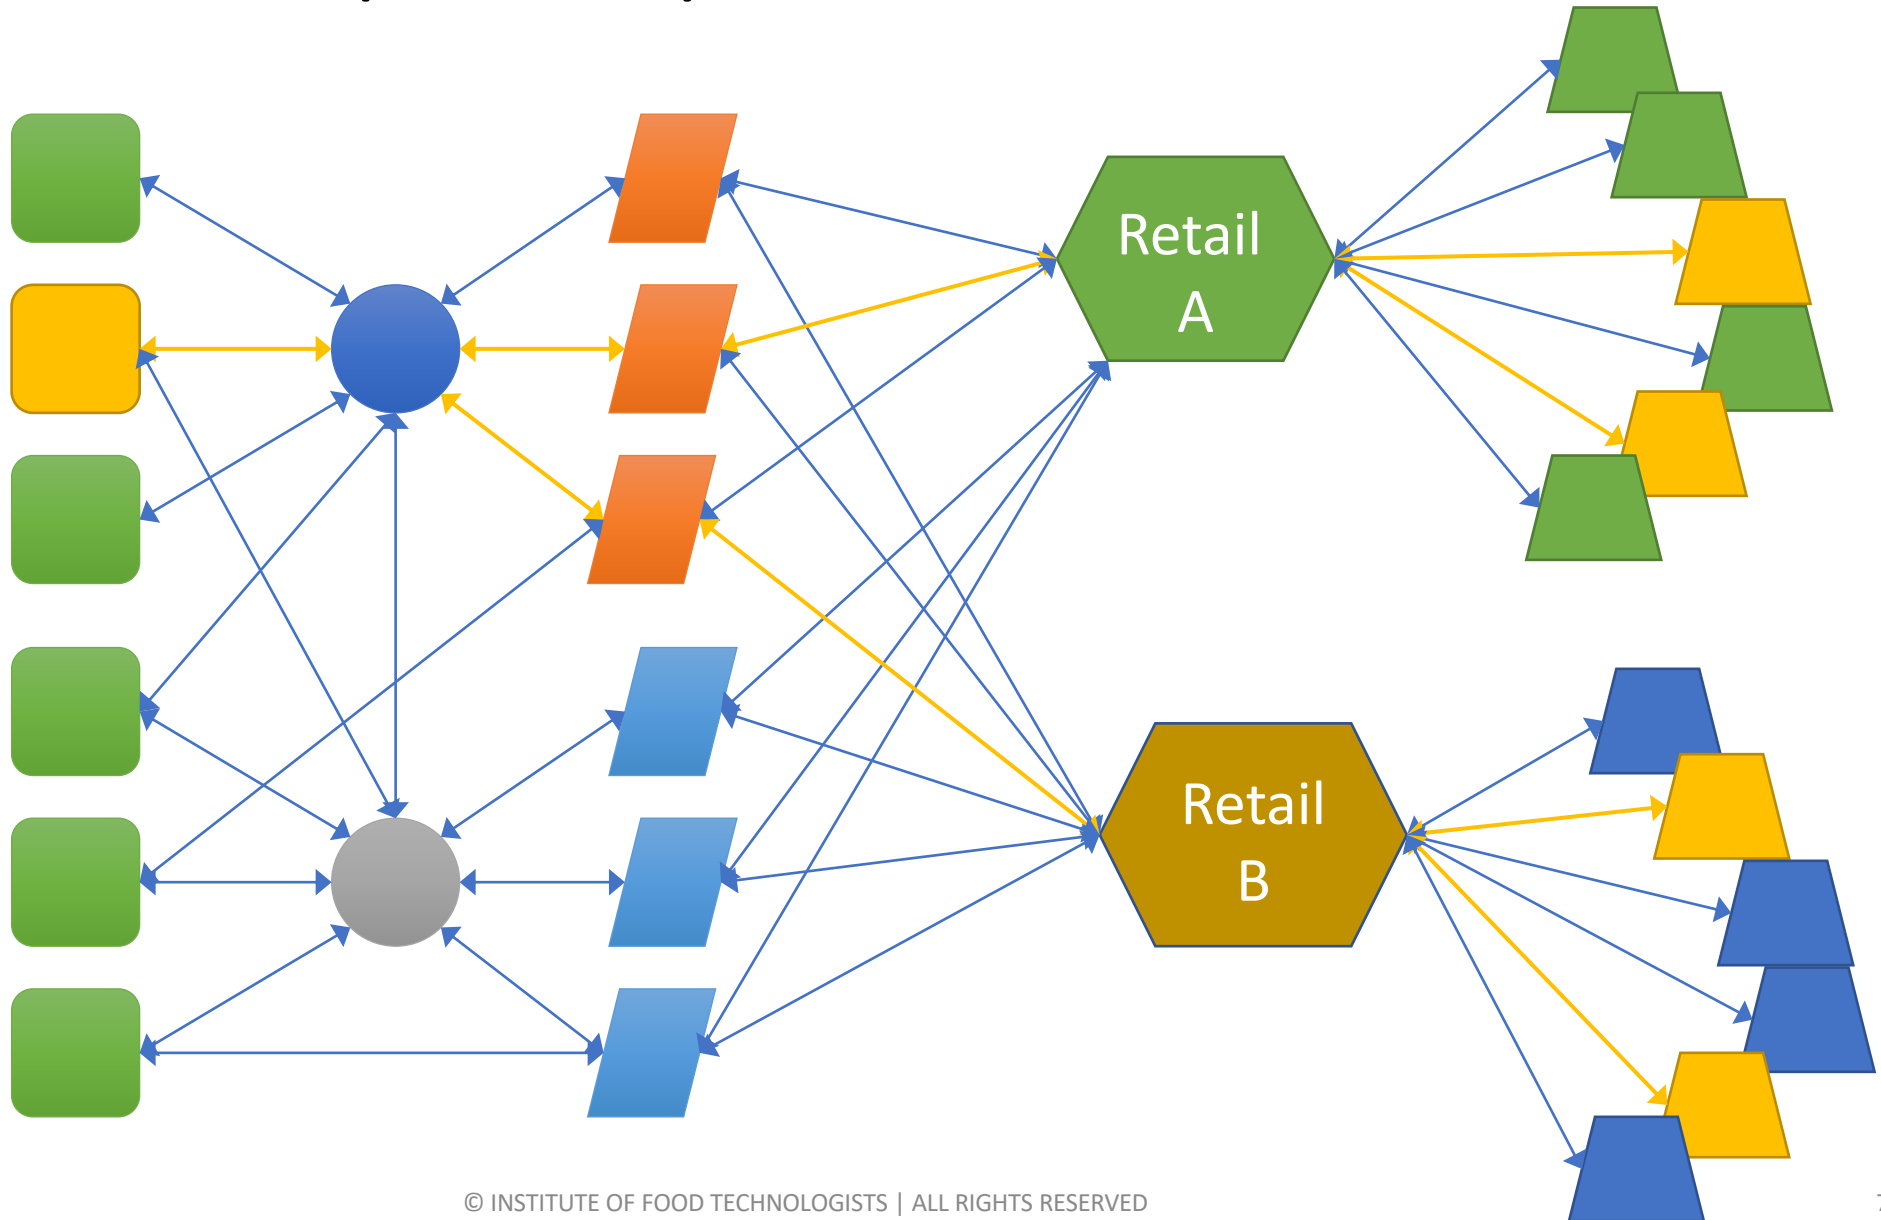 Retail
A
Retail
B
© INSTITUTE OF FOOD TECHNOLOGISTS | ALL RIGHTS RESERVED